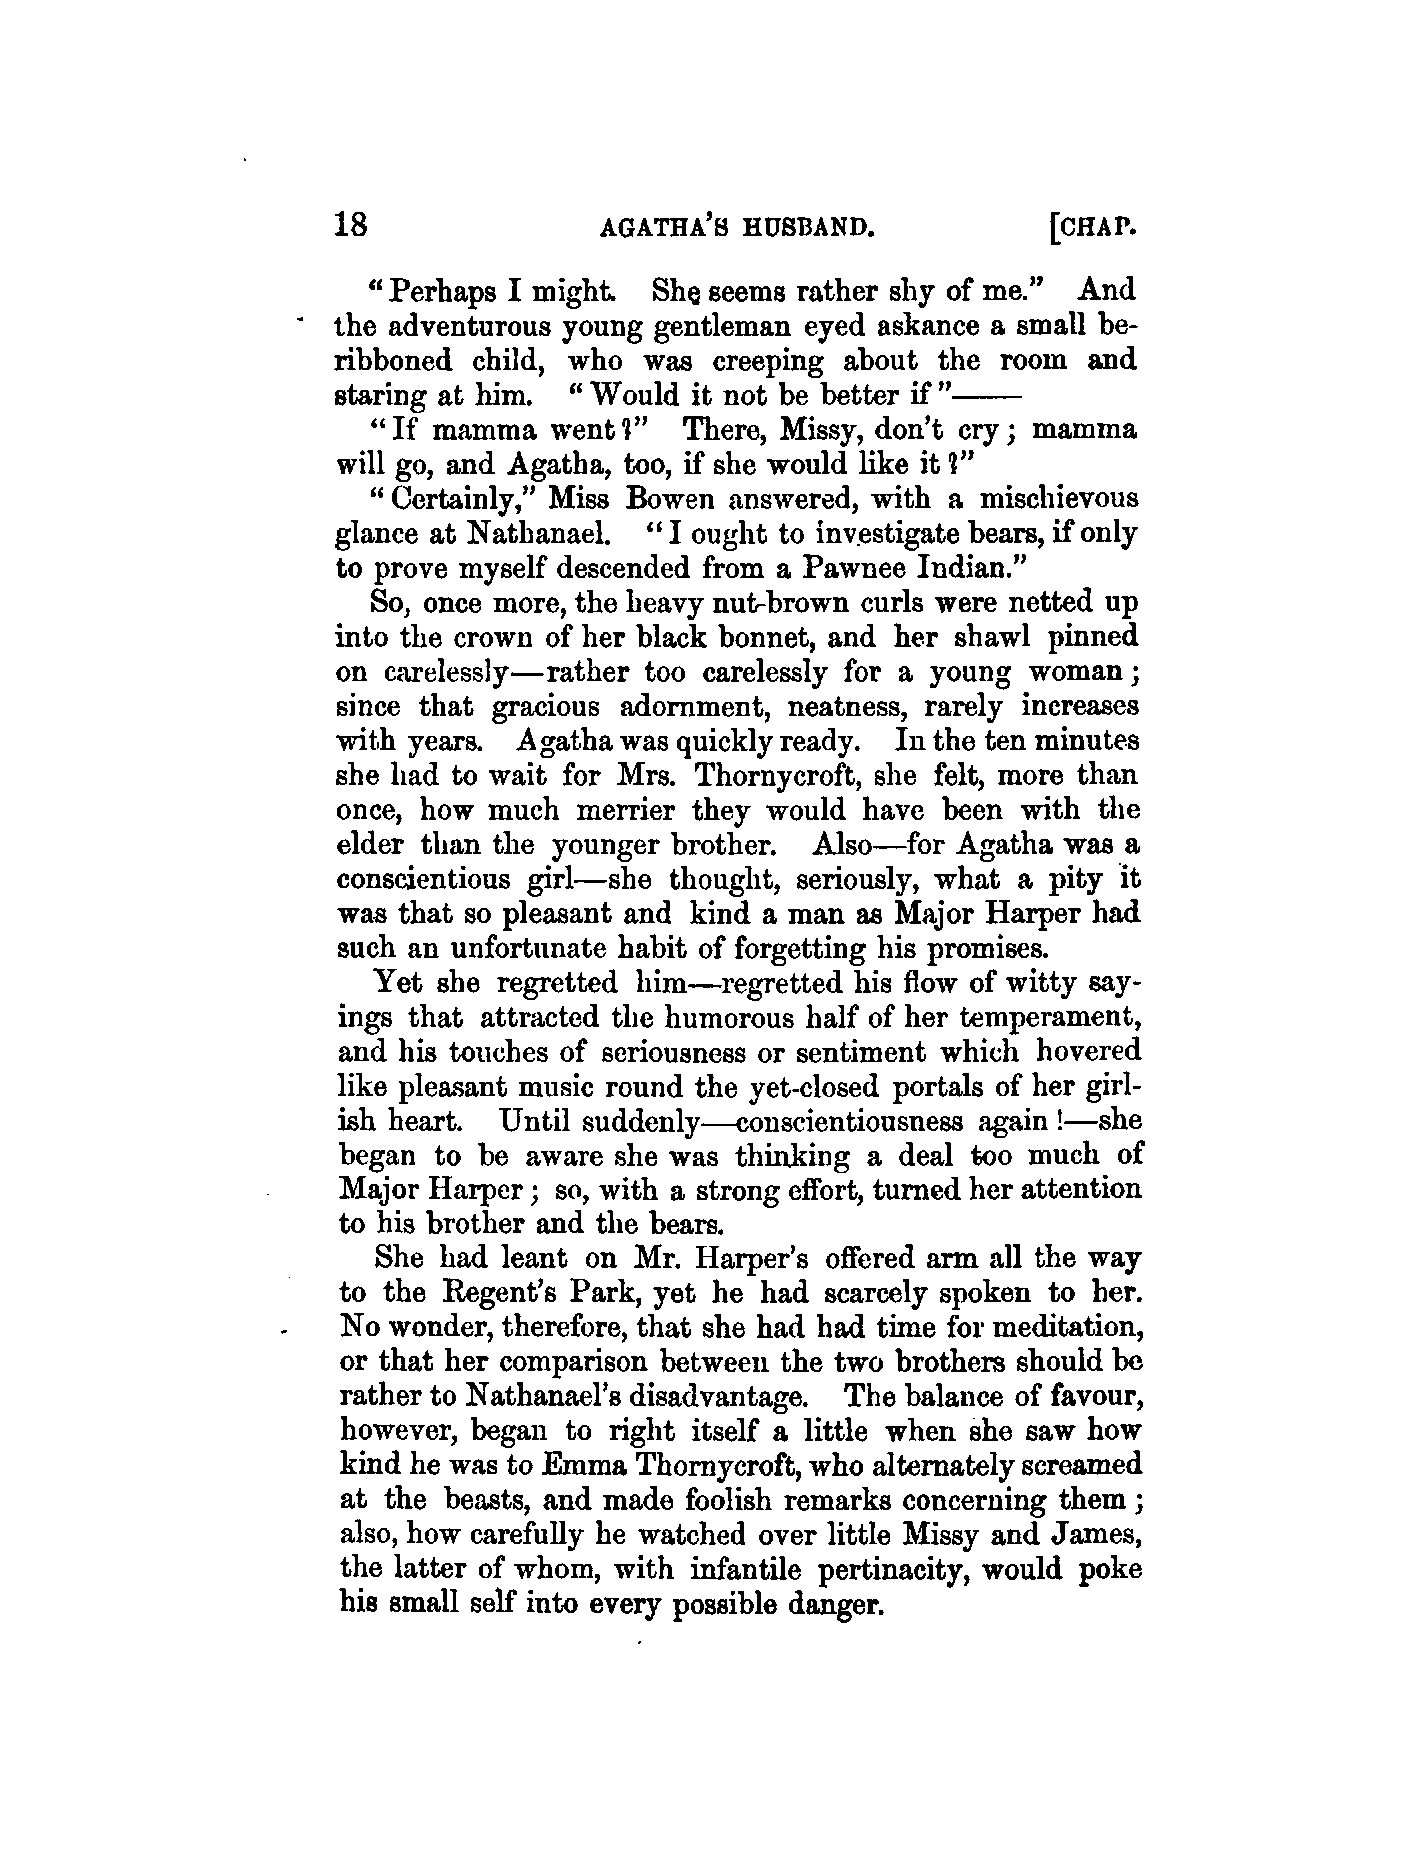 18 AGATHA'S HUSBAND. [CHAP.
"Perhaps I might. She seems rather shy of me." And
the adventurous young gentleman eyed askance a small be-
ribboned child, who was creeping about the room and
staring at him. "Would it not be better if"——
"If mamma went?" There, Missy, don't cry; mamma
will go, and Agatha, too, if she would like it?"
"Certainly," Miss Bowen answered, with a mischievous
glance at Nathanael. "I ought to investigate bears, if only
to prove myself descended from a Pawnee Indian."
So, once more, the heavy nut-brown curls were netted up
into the crown of her black bonnet, and her shawl pinned
on carelessly—rather too carelessly for a young woman;
since that gracious adornment, neatness, rarely increases
with years. Agatha was quickly ready. In the ten minutes
she had to wait for Mrs. Thornycroft, she felt, more than
once, how much merrier they would have been with the
elder than the younger brother. Also—for Agatha was a
conscientious girl—she thought, seriously, what a pity it
was that so pleasant and kind a man as Major Harper had
such an unfortunate habit of forgetting his promises.
Yet she regretted him—regretted his flow of witty say-
ings that attracted the humorous half of her temperament,
and his touches of seriousness or sentiment which hovered
like pleasant music round the yet-closed portals of her girl-
ish heart. Until suddenly—conscientiousness again!—she
began to be aware she was thinking a deal too much of
Major Harper; so, with a strong effort, turned her attention
to his brother and the bears.
She had leant on Mr. Harper's offered arm all the way
to the Regent's Park, yet he had scarcely spoken to her.
No wonder, therefore, that she had had time for meditation,
or that her comparison between the two brothers should be
rather to Nathanael's disadvantage. The balance of favour,
however, began to right itself a little when she saw how
kind he was to Emma Thornycroft, who alternately screamed
at the beasts, and made foolish remarks concerning them;
also, how carefully he watched over little Missy and James,
the latter of whom, with infantile pertinacity, would poke
his small self into every possible danger.